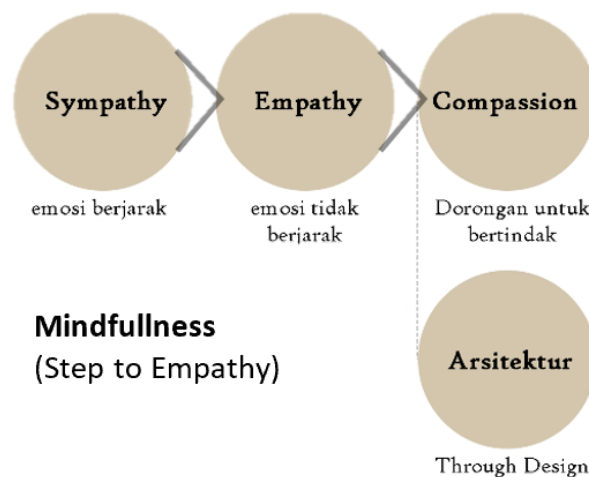 Sympathy
Empathy
Compassion
emosi berjarak
emosi tidak
berjarak
Dorongan untuk
bertindak
Mindfullness
(Step to Empathy)
Arsitektur
Through Design